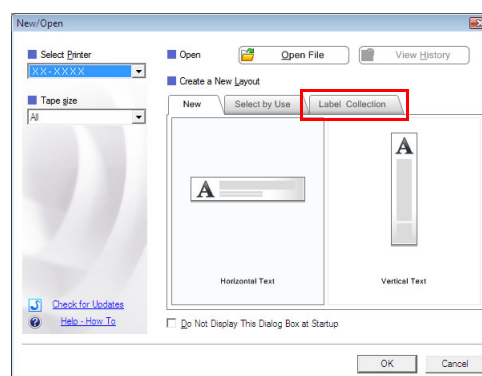 New/Open
Select Printer
XX-XXXX
Tape size
All
Check for Updates
Help - How To
Open
Open File
View History
Create a New Layout
New
Select by Use
Label Collection
A
Horizontal Text
A
Vertical Text
Do Not Display This Dialog Box at Startup
OK
Cancel